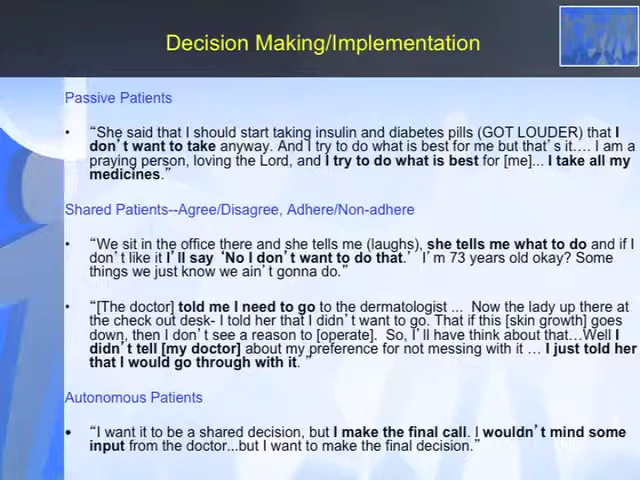 Decision Making/Implementation
Passive Patients
• “She said that I should start taking insulin and diabetes pills (GOT LOUDER) that I
don’t want to take anyway. And I try to do what is best for me but that’s it…. I am a
praying person, loving the Lord, and I try to do what is best for [me]... I take all my
medicines.”
Shared Patients--Agree/Disagree, Adhere/Non-adhere
• “We sit in the office there and she tells me (laughs), she tells me what to do and if I
don’t like it I’ll say ‘No I don’t want to do that.’ I’m 73 years old okay? Some
things we just know we ain’t gonna do.”
• “[The doctor] told me I need to go to the dermatologist ... Now the lady up there at
the check out desk- I told her that I didn’t want to go. That if this [skin growth] goes
down, then I don’t see a reason to [operate]. So, I’ll have think about that…Well I
didn’t tell [my doctor] about my preference for not messing with it … I just told her
that I would go through with it. ”
Autonomous Patients
• “I want it to be a shared decision, but I make the final call. I wouldn’t mind some
input from the doctor...but I want to make the final decision.”